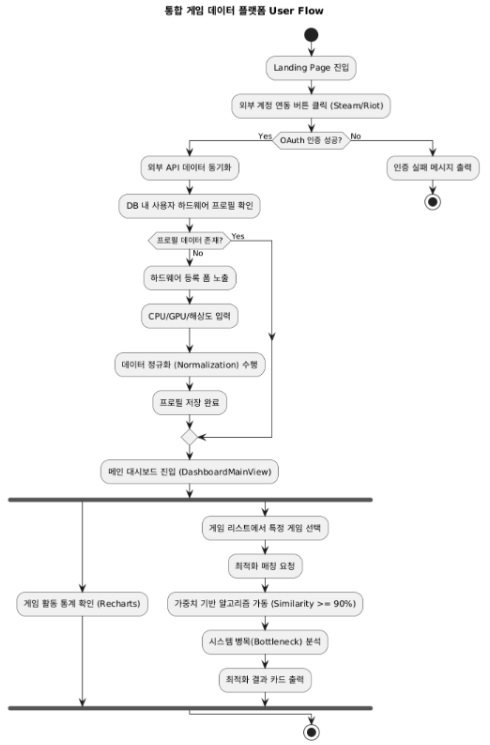 통합 게임 데이터 플랫폼 User Flow
Landing Page 진입
외부 계정 연동 버튼 클릭 (Steam/Riot)
Yes
OAuth 인증 성공?
No
외부 API 데이터 동기화
인증 실패 메시지 출력
DB 내 사용자 하드웨어 프로필 확인
프로필 데이터 존재?
Yes
No
하드웨어 등록 폼 노출
CPU/GPU/해상도 입력
데이터 정규화 (Normalization) 수행
프로필 저장 완료
메인 대시보드 진입 (DashboardMainView)
게임 리스트에서 특정 게임 선택
최적화 매칭 요청
게임 활동 통계 확인 (Recharts)
가중치 기반 알고리즘 가동 (Similarity >= 90%)
시스템 병목(Bottleneck) 분석
최적화 결과 카드 출력